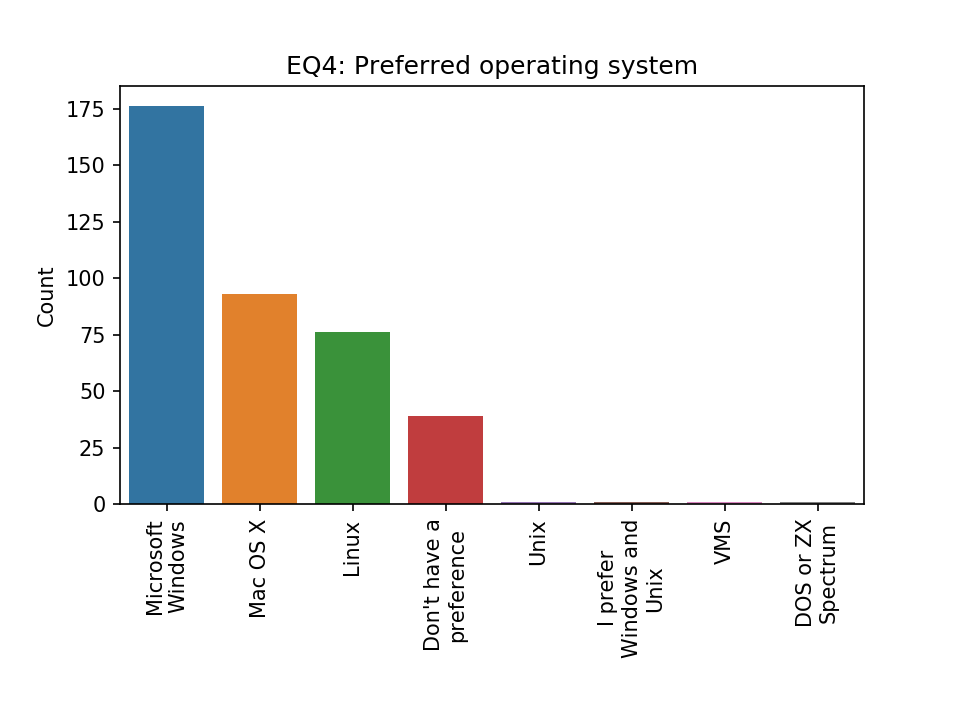 EQ4: Preferred operating system
Count
175
150
125
100
75
50
25
0
Microsoft
Windows
Mac OS X
Linux
Don't have a
preference
Unix
I prefer
Windows and
Unix
VMS
DOS or ZX
Spectrum